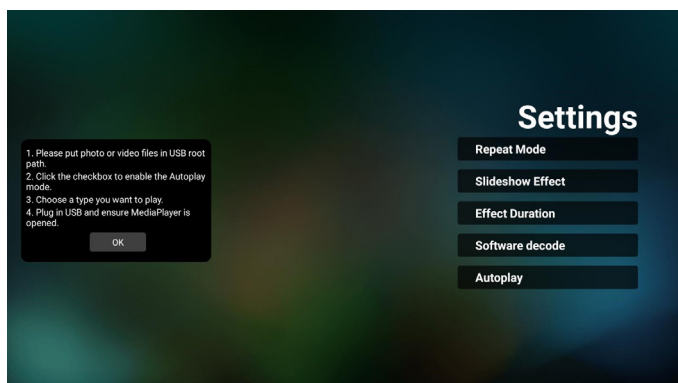 Settings
1. Please put photo or video files in USB root
path.
2. Click the checkbox to enable the Autoplay
mode.
3. Choose a type you want to play.
4. Plug in USB and ensure MediaPlayer is
opened.
OK
Repeat Mode
Slideshow Effect
Effect Duration
Software decode
Autoplay